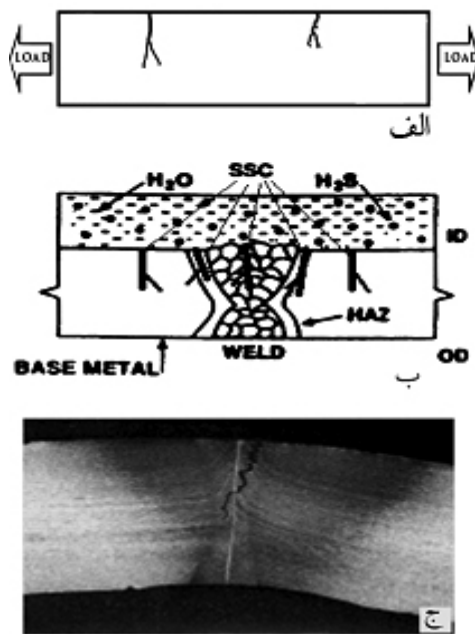 LOAD LOAD
الف
SSC
H₂O H₂S
ID
HAZ
WELD OD
BASE METAL
ب
ج